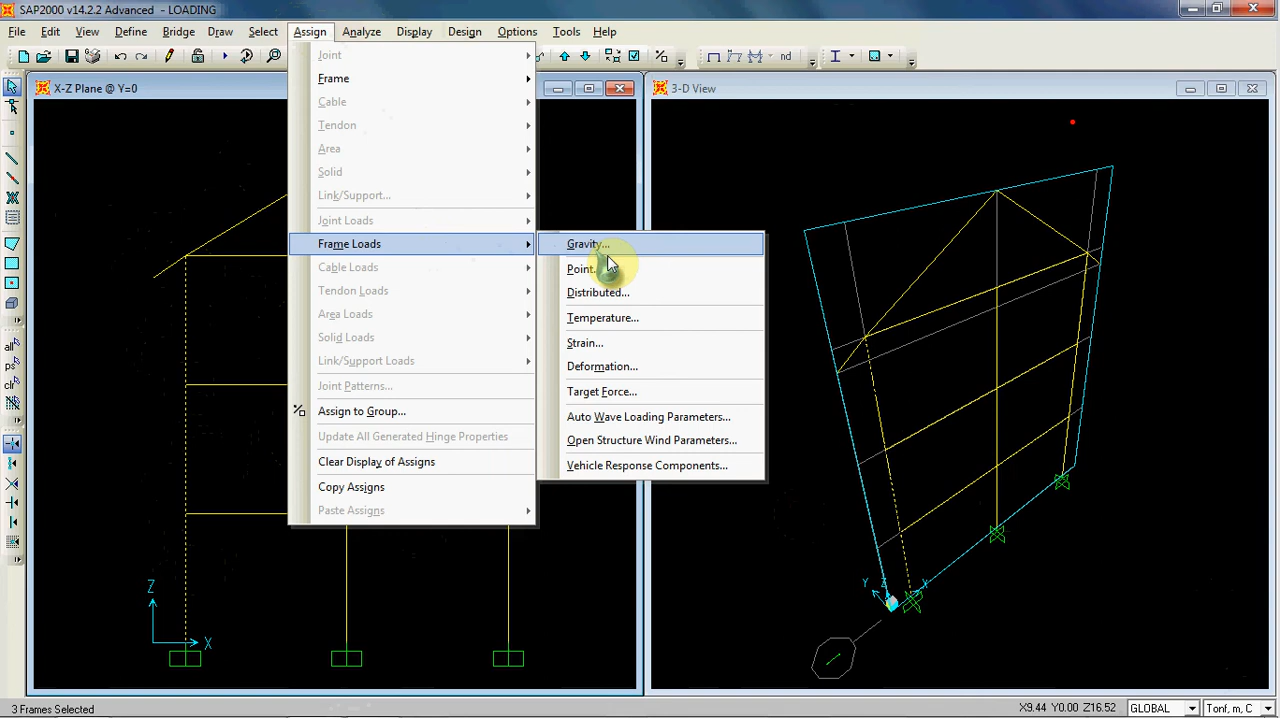 SAP2000 v14.2.2 Advanced - LOADING
File Edit View Define Bridge Draw Select Assign Analyze Display Design Options Tools Help
nd
X-Z Plane @ Y=0
3-D View
Joint
Frame
Cable
Tendon
Area
Solid
Link/Support...
Joint Loads
Frame Loads
Cable Loads
Tendon Loads
Area Loads
Solid Loads
Link/Support Loads
Joint Patterns...
Assign to Group...
Update All Generated Hinge Properties
Clear Display of Assigns
Copy Assigns
Paste Assigns
Gravity...
Point...
Distributed...
Temperature...
Strain...
Deformation...
Target Force...
Auto Wave Loading Parameters...
Open Structure Wind Parameters...
Vehicle Response Components...
all
ps
clr
Z
X
Y Z X
3 Frames Selected
X9.44 Y0.00 Z16.52
GLOBAL
Tonf, m, C